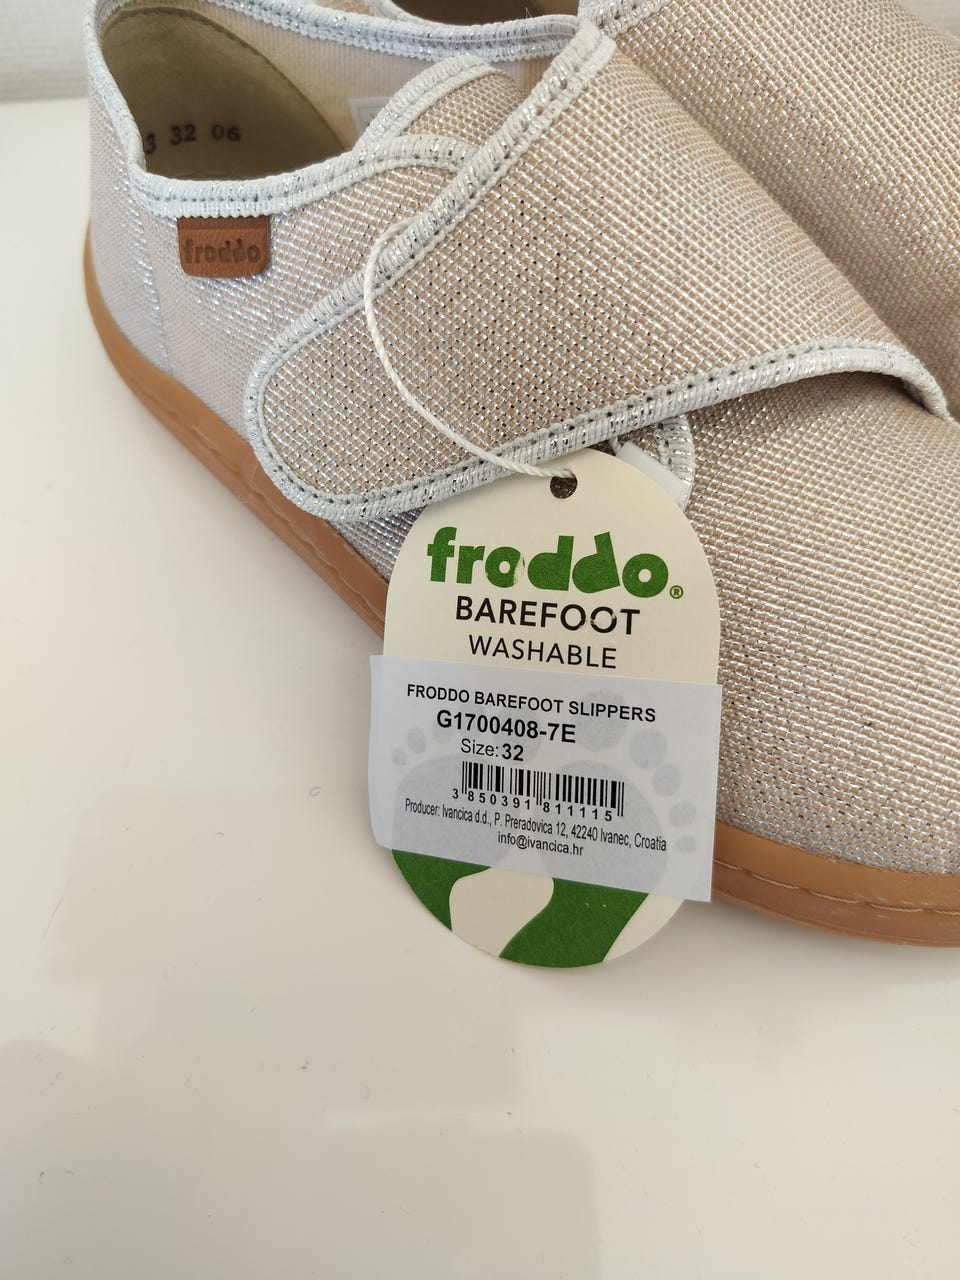 3 32 06
froddo
froddo®
BAREFOOT
WASHABLE
FRODDO BAREFOOT SLIPPERS
G1700408-7E
Size: 32
3 850391 811115
Producer: Ivancica d.d., P. Preradovica 12, 42240 Ivanec, Croatia
info@ivancica.hr